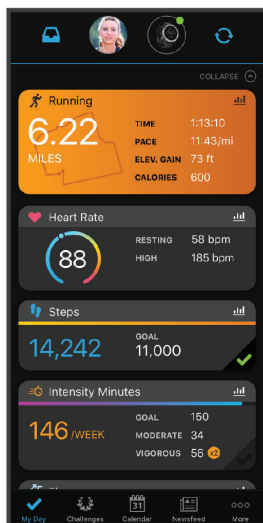 COLLAPSE
Running
6.22
MILES
TIME 1:13:10
PACE 11:43/mi
ELEV. GAIN 73 ft
CALORIES 600
Heart Rate
88
RESTING 58 bpm
HIGH 185 bpm
Steps
14,242
GOAL
11,000
Intensity Minutes
146 /WEEK
GOAL 150
MODERATE 34
VIGOROUS 56 x2
My Day
Challenges
31
Calendar
Newsfeed
More